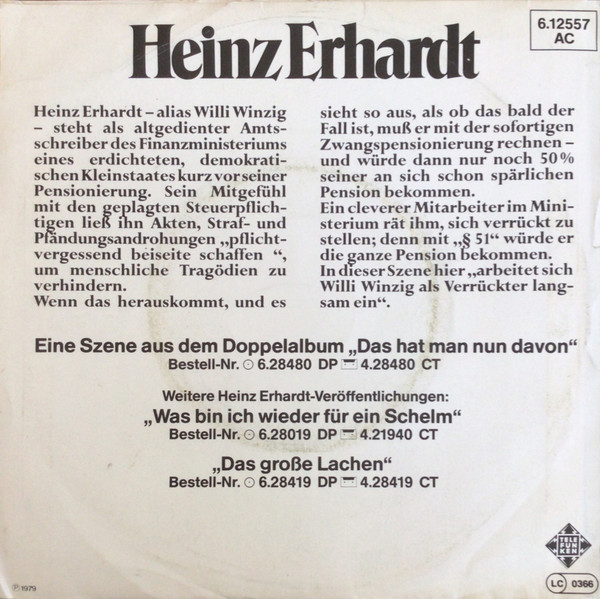 6.12557
AC
Heinz Erhardt
Heinz Erhardt – alias Willi Winzig
– steht als altgedienter Amts-
schreiber des Finanzministeriums
eines erdichteten, demokrati-
schen Kleinstaates kurz vor seiner
Pensionierung. Sein Mitgefühl
mit den geplagten Steuerpflich-
tigen ließ ihn Akten, Straf- und
Pfändungsandrohungen „pflicht-
vergessend beiseite schaffen “,
um menschliche Tragödien zu
verhindern.
Wenn das herauskommt, und es
sieht so aus, als ob das bald der
Fall ist, muß er mit der sofortigen
Zwangspensionierung rechnen –
und würde dann nur noch 50%
seiner an sich schon spärlichen
Pension bekommen.
Ein cleverer Mitarbeiter im Mini-
sterium rät ihm, sich verrückt zu
stellen; denn mit „§ 51“ würde er
die ganze Pension bekommen.
In dieser Szene hier „arbeitet sich
Willi Winzig als Verrückter lang-
sam ein“.
Eine Szene aus dem Doppelalbum „Das hat man nun davon“
Bestell-Nr. 6.28480 DP 4.28480 CT
Weitere Heinz Erhardt-Veröffentlichungen:
„Was bin ich wieder für ein Schelm“
Bestell-Nr. 6.28019 DP 4.21940 CT
„Das große Lachen“
Bestell-Nr. 6.28419 DP 4.28419 CT
TELE
FUN
KEN
℗ 1979
LC 0366